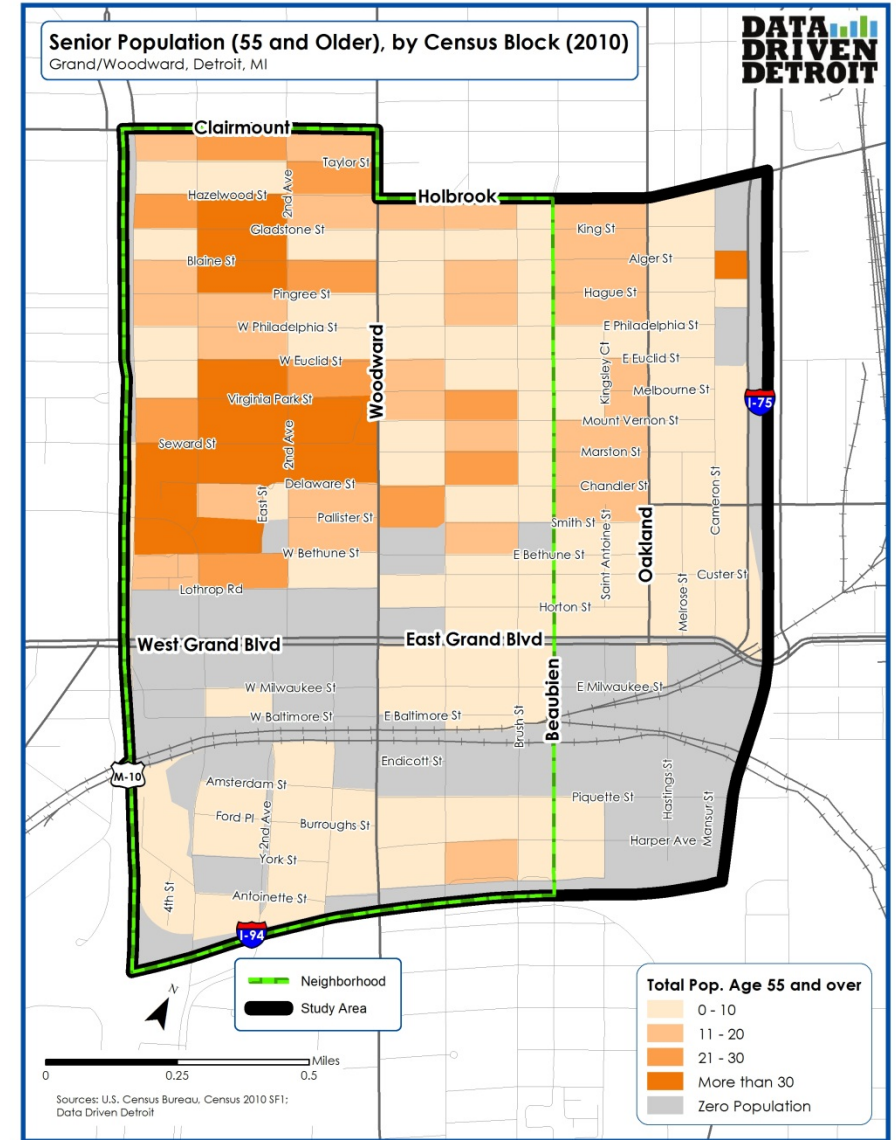 Senior Population (55 and Older), by Census Block (2010)
Grand/Woodward, Detroit, MI
DATA
DRIVEN
DETROIT
Clairmount
Taylor St
2nd Ave
Hazelwood St
Holbrook
Gladstone St
King St
Blaine St
Alger St
Pingree St
Hague St
W Philadelphia St
E Philadelphia St
Woodward
W Euclid St
E Euclid St
Kingsley Ct
Virginia Park St
Melbourne St
I-75
Mount Vernon St
2nd Ave
Seward St
Marston St
Delaware St
Chandler St
East St
Cameron St
Pallister St
Smith St
W Bethune St
E Bethune St
Saint Antoine St
Oakland
Custer St
Lothrop Rd
Melrose St
Horton St
West Grand Blvd
East Grand Blvd
W Milwaukee St
E Milwaukee St
W Baltimore St
E Baltimore St
Brush St
Beaubien
Endicott St
M-10
Amsterdam St
Piquette St
Hastings St
Mansur St
Ford Pl
2nd Ave
Burroughs St
Harper Ave
York St
4th St
Antoinette St
I-94
N
Neighborhood
Study Area
Total Pop. Age 55 and over
0 - 10
11 - 20
21 - 30
More than 30
Zero Population
Miles
0 0.25 0.5
Sources: U.S. Census Bureau, Census 2010 SF1;
Data Driven Detroit